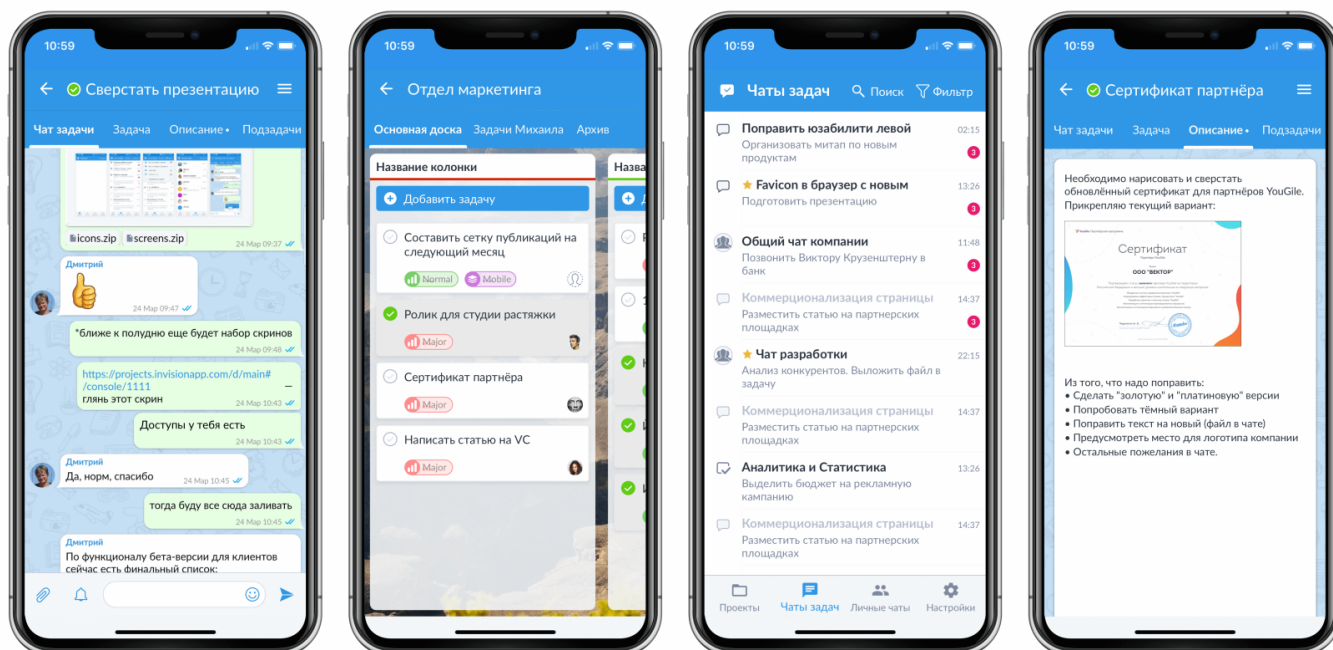 10:59
Сверстать презентацию
Чат задачи Задача Описание • Подзадачи
icons.zip screens.zip
24 Мар 09:37
Дмитрий
24 Мар 09:47
*ближе к полудню еще будет набор скринов
24 Мар 09:48
https://projects.invisionapp.com/d/main#
/console/1111 —
глянь этот скрин
24 Мар 10:43
Доступы у тебя есть
24 Мар 10:43
Дмитрий
Да, норм, спасибо
24 Мар 10:45
тогда буду все сюда заливать
24 Мар 10:45
Дмитрий
По функционалу бета-версии для клиентов
сейчас есть финальный список:
10:59
Отдел маркетинга
Основная доска Задачи Михаила Архив
Название колонки
Назва
Добавить задачу
Составить сетку публикаций на
следующий месяц
Normal Mobile
Ролик для студии растяжки
Major
Сертификат партнёра
Major
Написать статью на VC
Major
10:59
Чаты задач Поиск Фильтр
Поправить юзабилити левой 02:15
Организовать митап по новым
продуктам 3
Favicon в браузер с новым 13:26
Подготовить презентацию
3
Общий чат компании 11:48
Позвонить Виктору Крузенштерну в
банк 3
Коммерционализация страницы 14:37
Разместить статью на партнерских
площадках 3
Чат разработки 22:15
Анализ конкурентов. Выложить файл в
задачу
Коммерционализация страницы 14:37
Разместить статью на партнерских
площадках
Аналитика и Статистика 13:26
Выделить бюджет на рекламную
кампанию
Коммерционализация страницы 14:37
Разместить статью на партнерских
площадках
Проекты Чаты задач Личные чаты Настройки
10:59
Сертификат партнёра
Чат задачи Задача Описание • Подзадачи
Необходимо нарисовать и сверстать
обновлённый сертификат для партнёров YouGile.
Прикрепляю текущий вариант:
Сертификат
ООО "ВЕКТОР"
Из того, что надо поправить:
• Сделать "золотую" и "платиновую" версии
• Попробовать тёмный вариант
• Поправить текст на новый (файл в чате)
• Предусмотреть место для логотипа компании
• Остальные пожелания в чате.